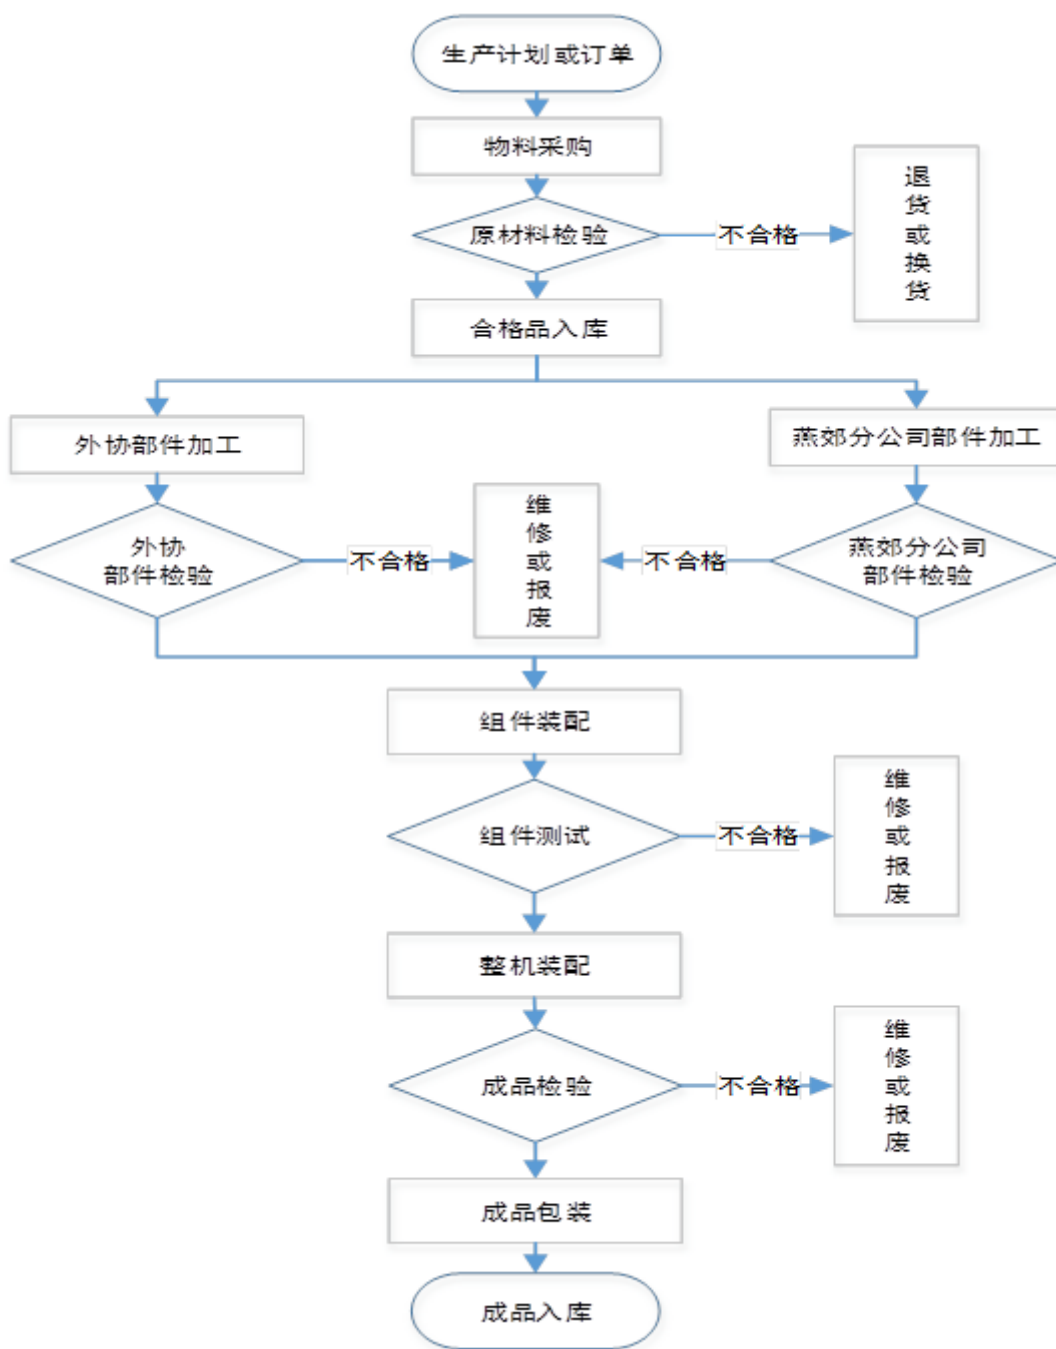 生产计划或订单
物料采购
原材料检验
不合格
退
货
或
换
货
合格品入库
外协部件加工
燕郊分公司部件加工
外协
部件检验
不合格
维
修
或
报
废
不合格
燕郊分公司
部件检验
组件装配
组件测试
不合格
维
修
或
报
废
整机装配
成品检验
不合格
维
修
或
报
废
成品包装
成品入库